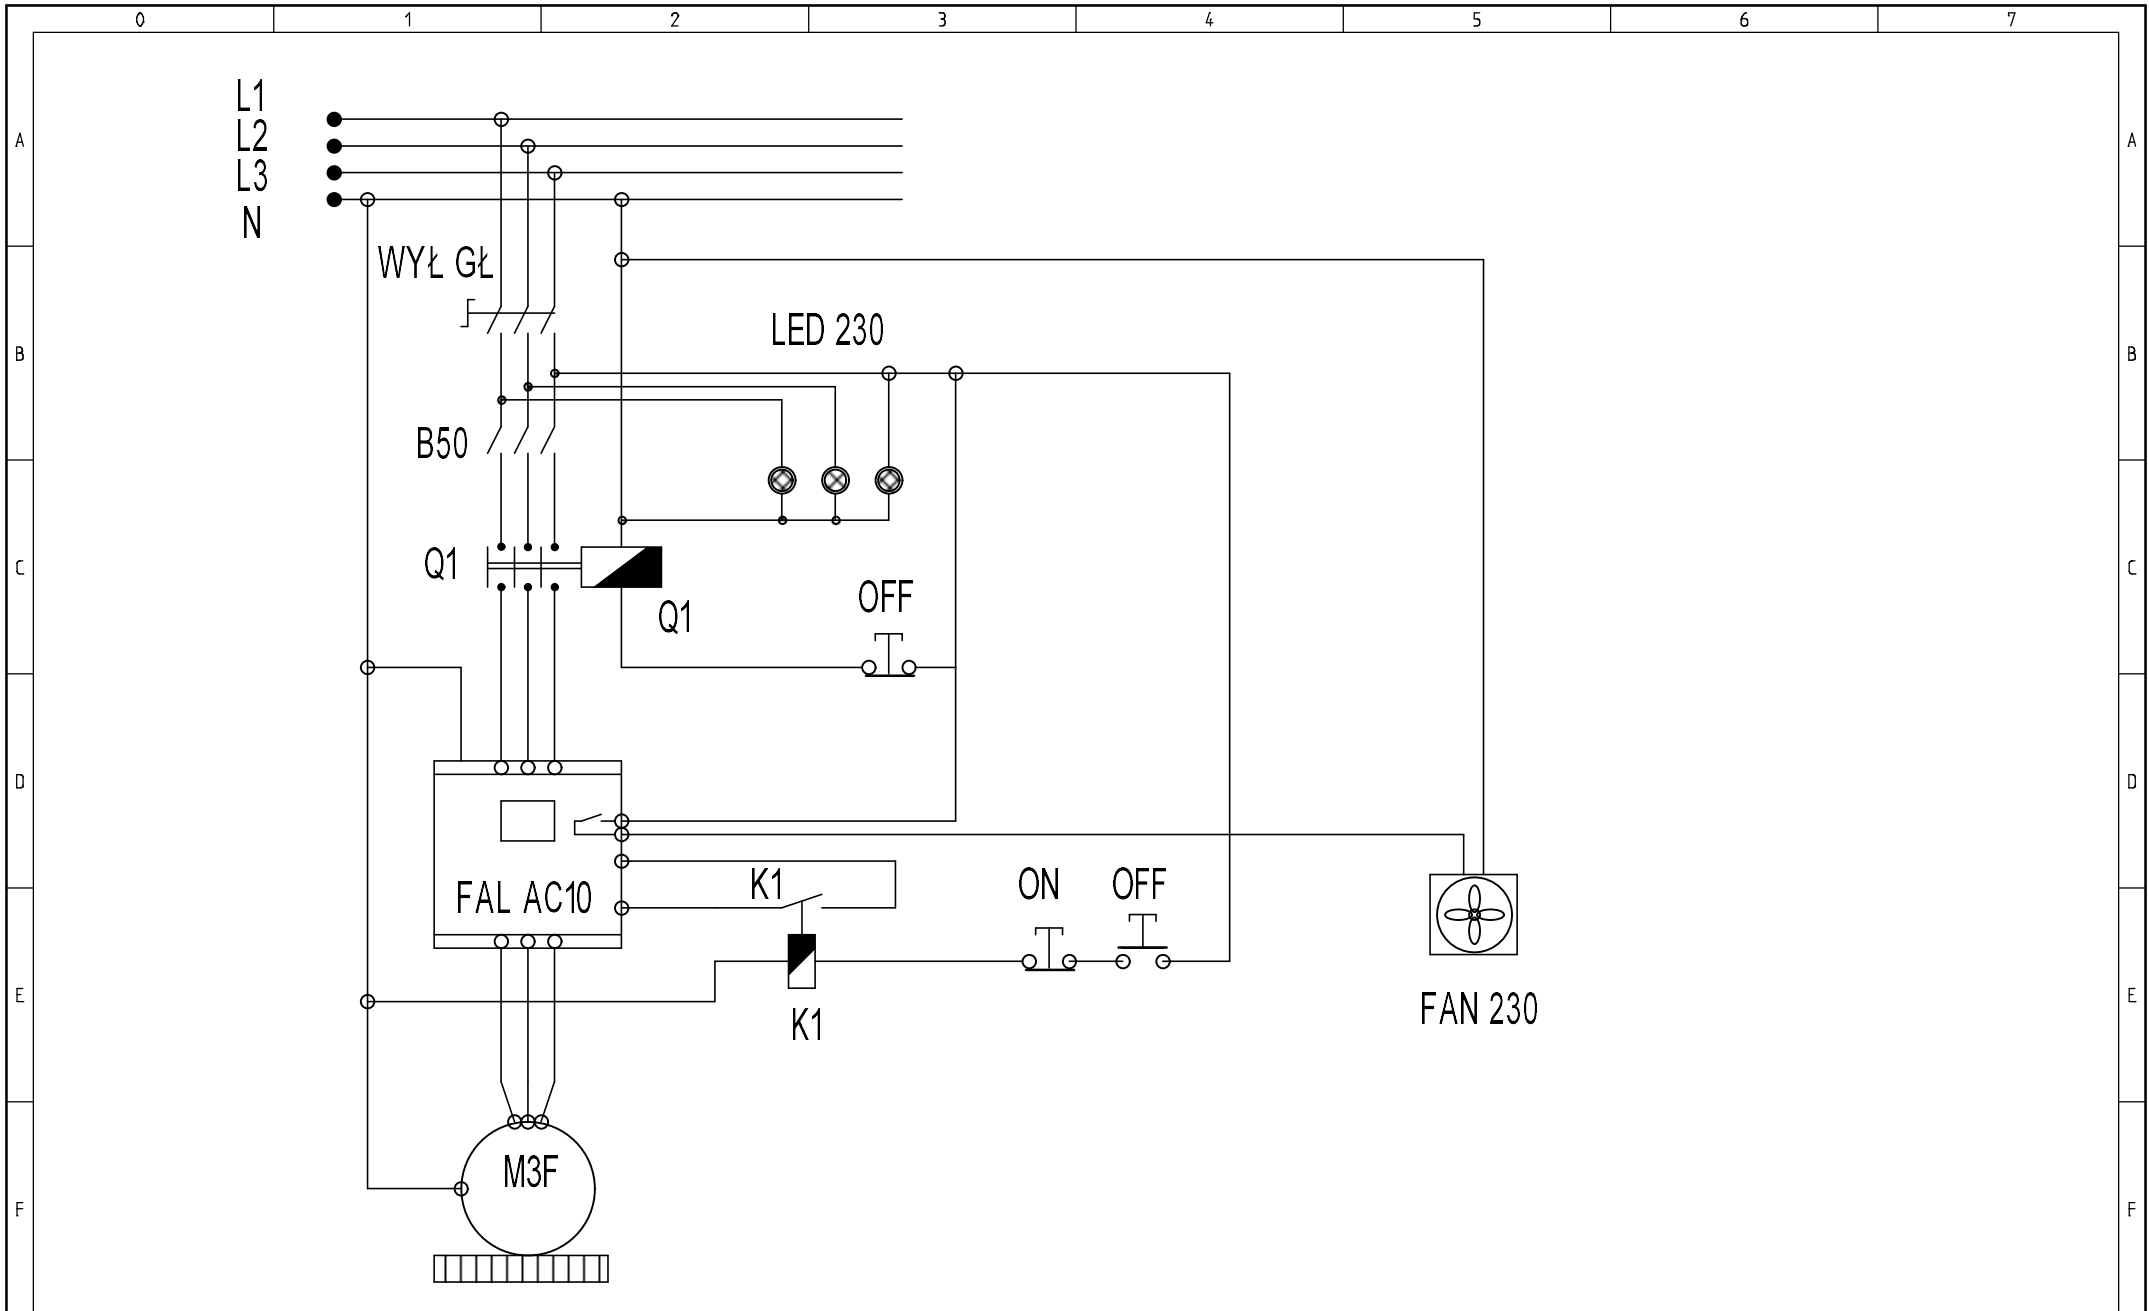 0 1 2 3 4 5 6 7
L1
A L2 A
L3
N
WYŁ GŁ
LED 230
B B
B50
Q1 C C
OFF
Q1
D D
K1 ON OFF
FAL AC10
E E
FAN 230
K1
M3F
F F